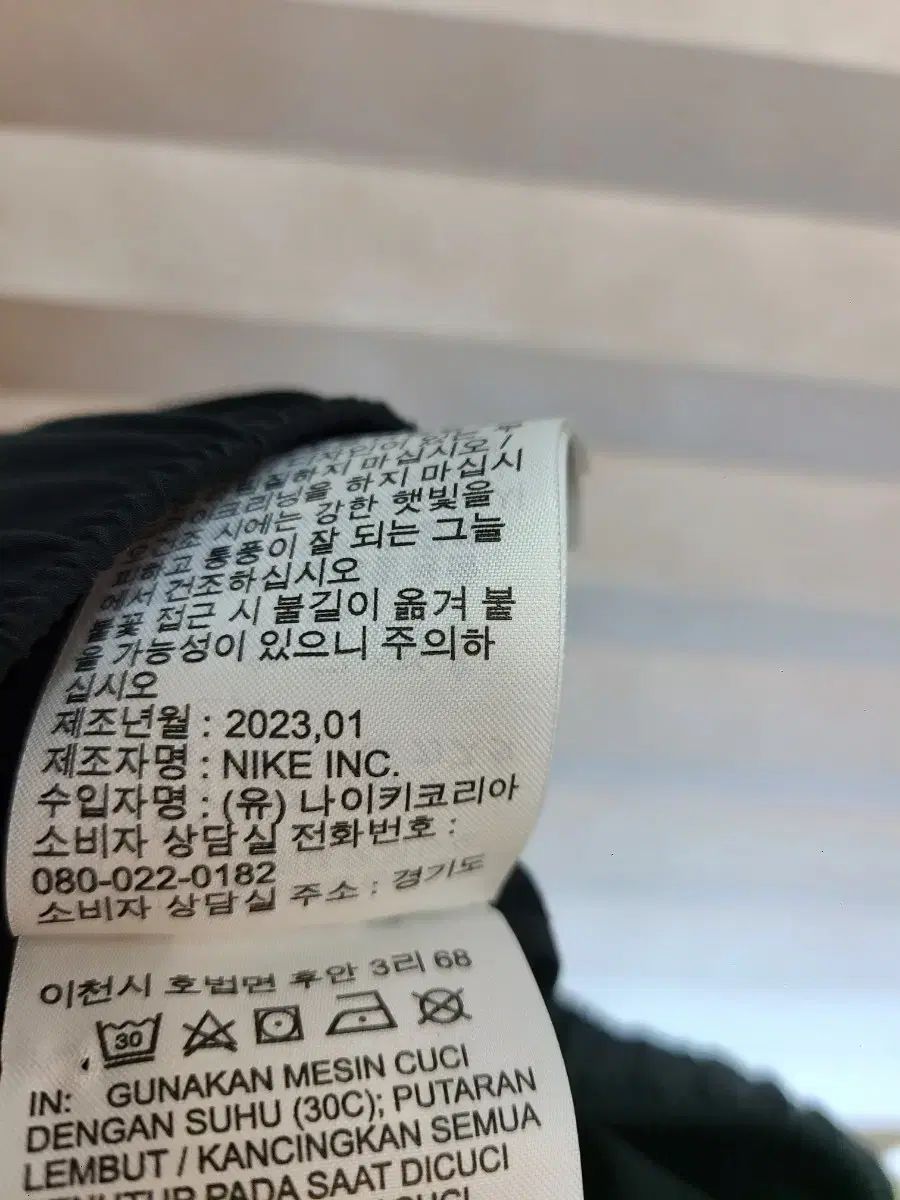 하지 마십시오 /
크리닝을 하지 마십시
오 건조 시에는 강한 햇빛을
피하고 통풍이 잘 되는 그늘
에서 건조하십시오
불꽃 접근 시 불길이 옮겨 붙
을 가능성이 있으니 주의하
십시오
제조년월 : 2023,01
제조자명 : NIKE INC.
수입자명 : (유) 나이키코리아
소비자 상담실 전화번호 :
080-022-0182
소비자 상담실 주소 : 경기도
이천시 호법면 후안 3리 68
30
IN: GUNAKAN MESIN CUCI
DENGAN SUHU (30C); PUTARAN
LEMBUT / KANCINGKAN SEMUA
PADA SAAT DICUCI